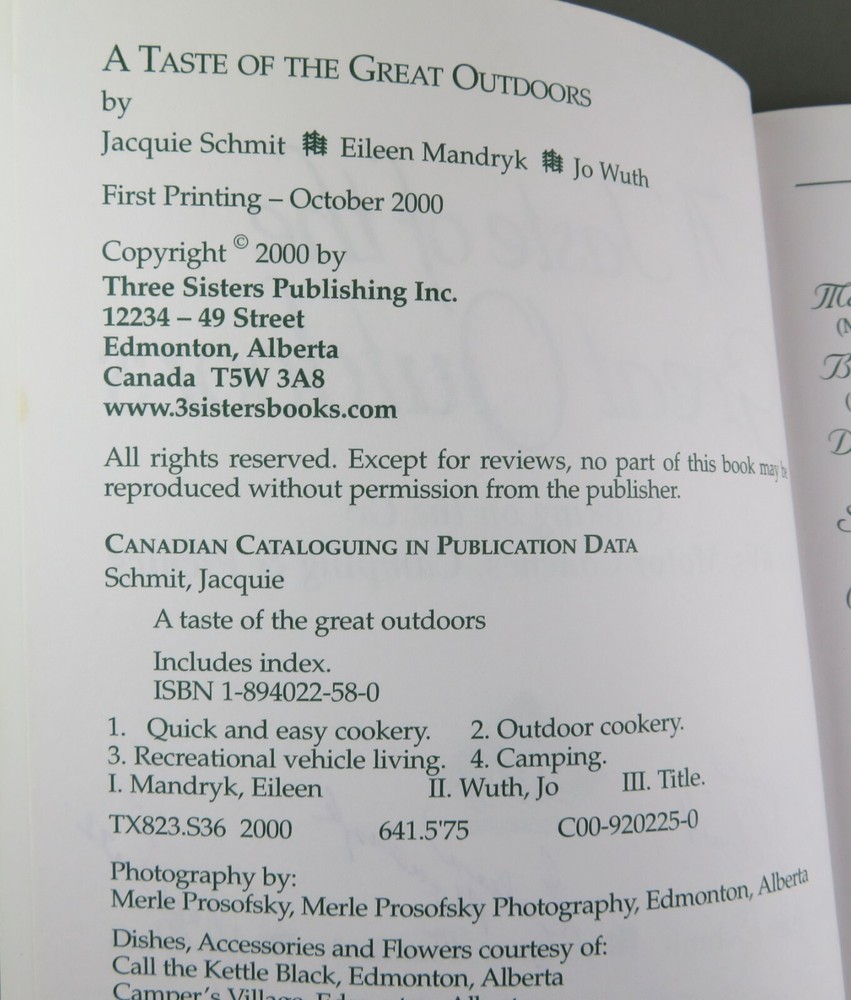 A TASTE OF THE GREAT OUTDOORS
by
Jacquie Schmit Eileen Mandryk Jo Wuth
First Printing – October 2000
Copyright © 2000 by
Three Sisters Publishing Inc.
12234 – 49 Street
Edmonton, Alberta
Canada T5W 3A8
www.3sistersbooks.com
All rights reserved. Except for reviews, no part of this book may be
reproduced without permission from the publisher.
CANADIAN CATALOGUING IN PUBLICATION DATA
Schmit, Jacquie
A taste of the great outdoors
Includes index.
ISBN 1-894022-58-0
1. Quick and easy cookery. 2. Outdoor cookery.
3. Recreational vehicle living. 4. Camping.
I. Mandryk, Eileen II. Wuth, Jo III. Title.
TX823.S36 2000 641.5'75 C00-920225-0
Photography by:
Merle Prosofsky, Merle Prosofsky Photography, Edmonton, Alberta
Dishes, Accessories and Flowers courtesy of:
Call the Kettle Black, Edmonton, Alberta
Camper's Village, Edmonton, Alberta